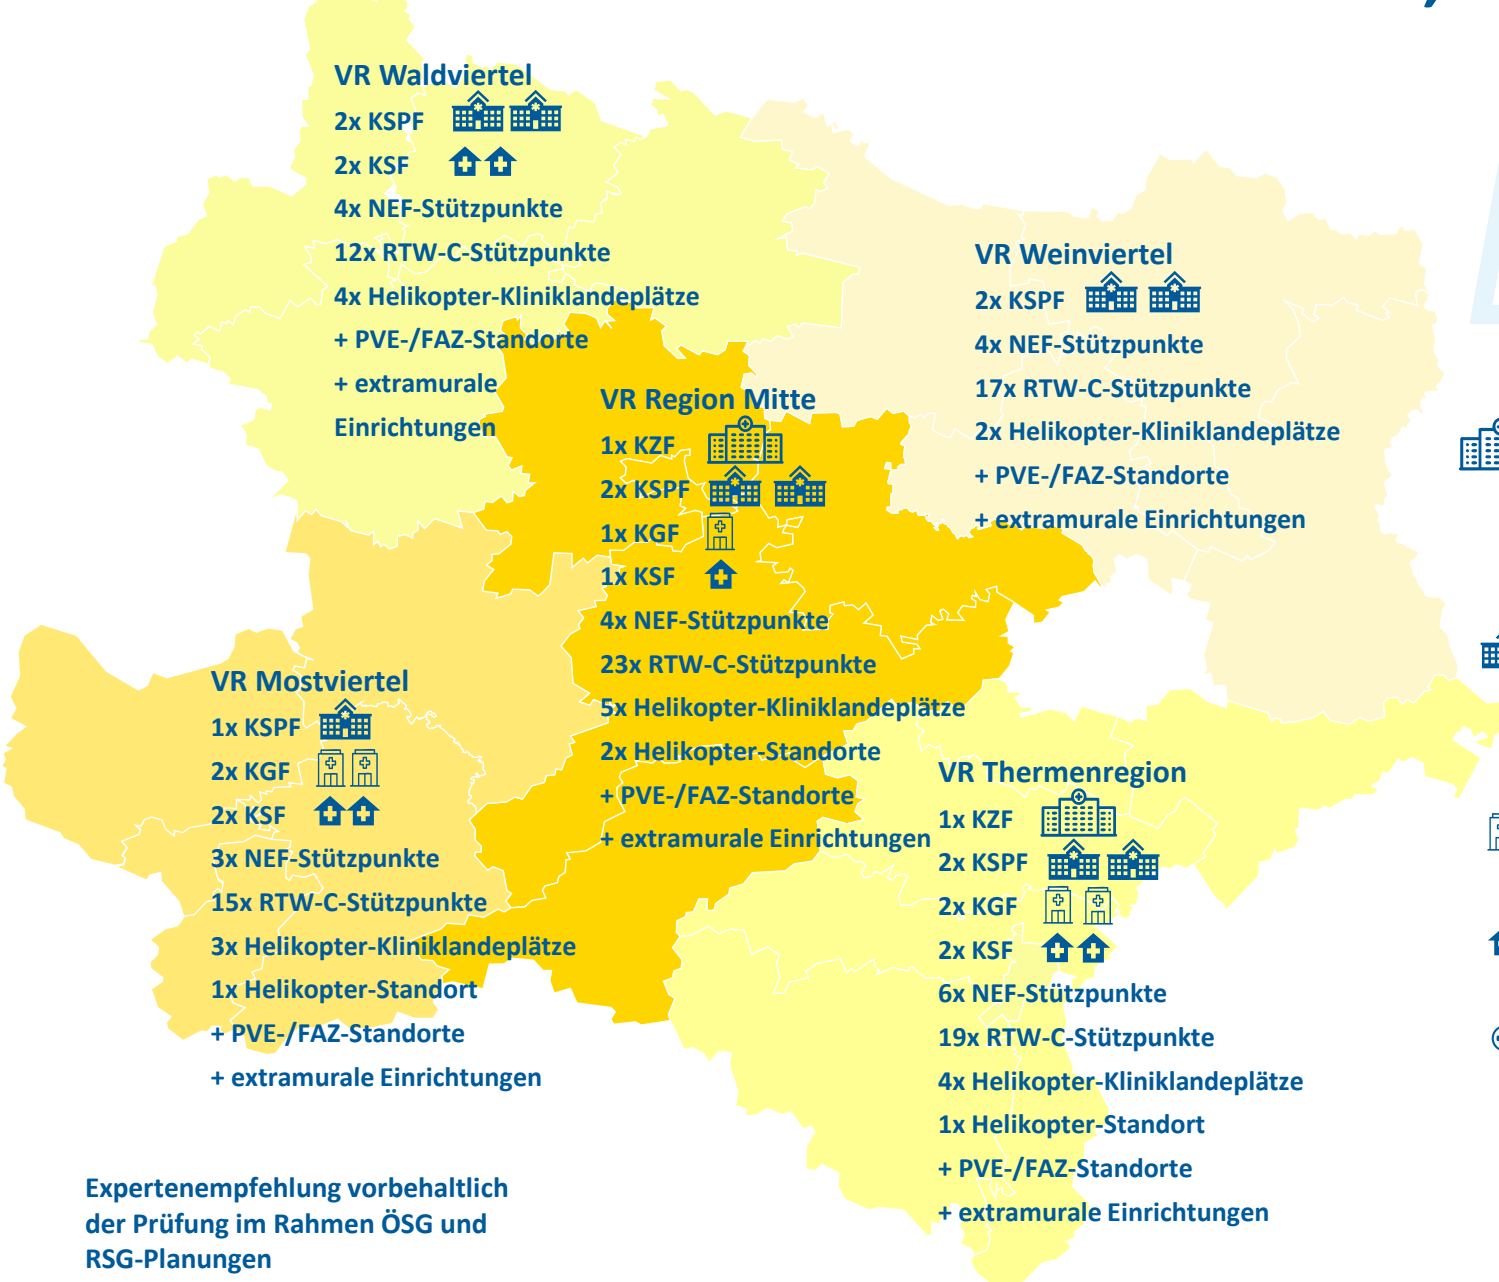 VR Waldviertel
2x KSPF
2x KSF
4x NEF-Stützpunkte
12x RTW-C-Stützpunkte
4x Helikopter-Kliniklandeplätze
+ PVE-/FAZ-Standorte
+ extramurale
Einrichtungen
VR Weinviertel
2x KSPF
4x NEF-Stützpunkte
17x RTW-C-Stützpunkte
2x Helikopter-Kliniklandeplätze
+ PVE-/FAZ-Standorte
+ extramurale Einrichtungen
VR Region Mitte
1x KZF
2x KSPF
1x KGF
1x KSF
4x NEF-Stützpunkte
23x RTW-C-Stützpunkte
5x Helikopter-Kliniklandeplätze
2x Helikopter-Standorte
+ PVE-/FAZ-Standorte
+ extramurale Einrichtungen
VR Mostviertel
1x KSPF
2x KGF
2x KSF
3x NEF-Stützpunkte
15x RTW-C-Stützpunkte
3x Helikopter-Kliniklandeplätze
1x Helikopter-Standort
+ PVE-/FAZ-Standorte
+ extramurale Einrichtungen
VR Thermenregion
1x KZF
2x KSPF
2x KGF
2x KSF
6x NEF-Stützpunkte
19x RTW-C-Stützpunkte
4x Helikopter-Kliniklandeplätze
1x Helikopter-Standort
+ PVE-/FAZ-Standorte
+ extramurale Einrichtungen
Expertenempfehlung vorbehaltlich
der Prüfung im Rahmen ÖSG und
RSG-Planungen